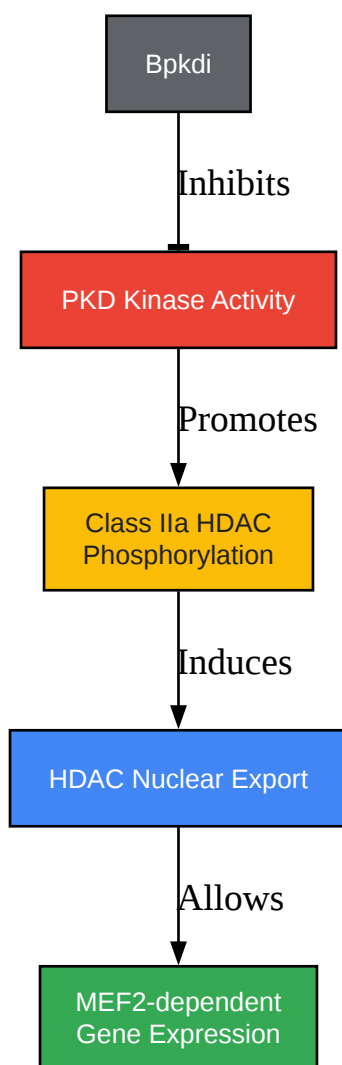 Bpkdi
Inhibits
PKD Kinase Activity
Promotes
Class IIa HDAC
Phosphorylation
Induces
HDAC Nuclear Export
Allows
MEF2-dependent
Gene Expression